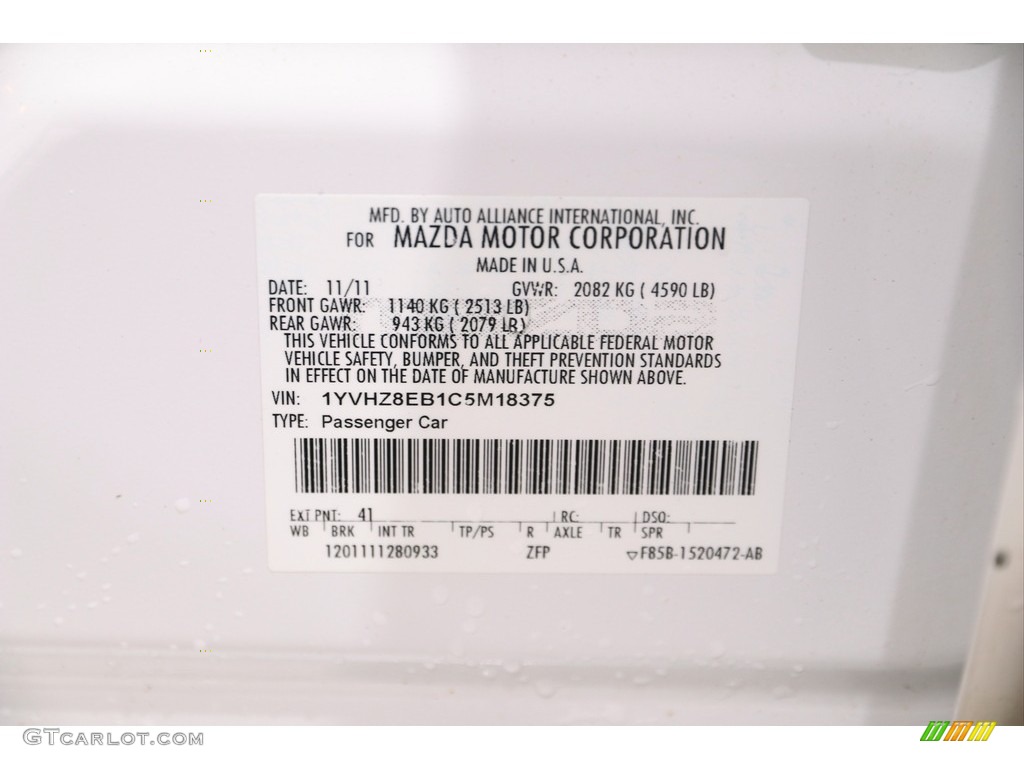 MFD. BY AUTO ALLIANCE INTERNATIONAL, INC.
FOR MAZDA MOTOR CORPORATION
MADE IN U.S.A.
DATE: 11/11 GVWR: 2082 KG ( 4590 LB)
FRONT GAWR: 1140 KG ( 2513 LB)
REAR GAWR: 943 KG ( 2079 LB)
THIS VEHICLE CONFORMS TO ALL APPLICABLE FEDERAL MOTOR
VEHICLE SAFETY, BUMPER, AND THEFT PREVENTION STANDARDS
IN EFFECT ON THE DATE OF MANUFACTURE SHOWN ABOVE.
VIN: 1YVHZ8EB1C5M18375
TYPE: Passenger Car
EXT PNT: 41 RC: DSO:
WB BRK INT TR TP/PS R AXLE TR SPR
1201111280933 ZFP F85B-1520472-AB
GTCARLOT.COM